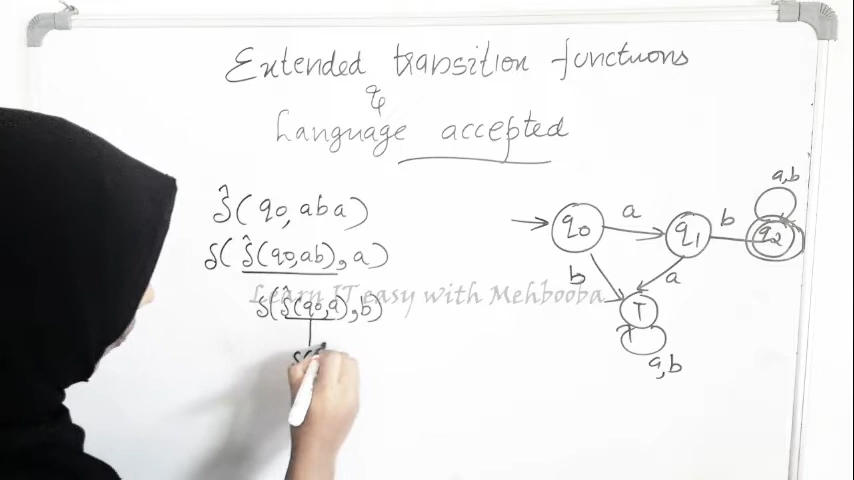 Extended transition functions
&
Language accepted
δ̂(q0,aba)
δ(δ̂(q0,ab),a)
Learn IT easy with Mehbooba
δ(δ̂(q0,a),b)
δ(
a,b
q0 a q1 b q2
b a
T
a,b